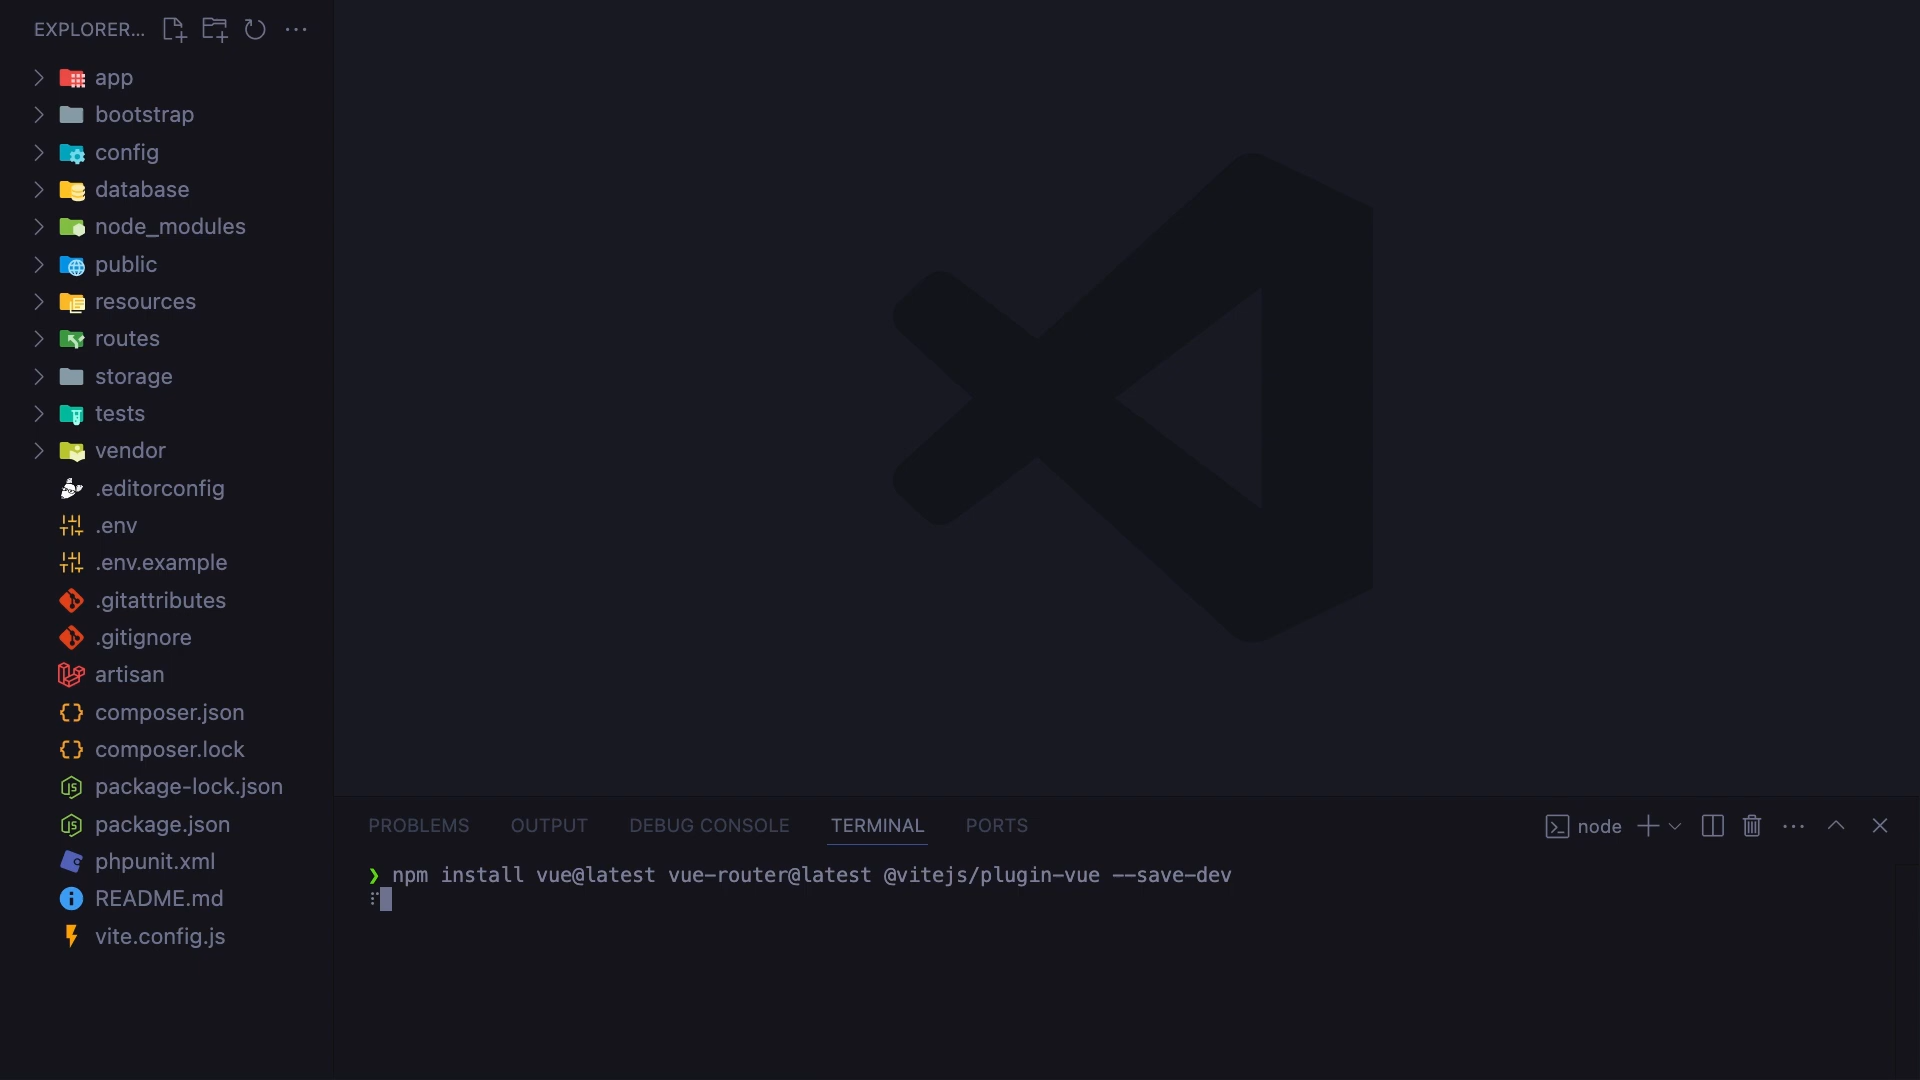 EXPLORER...
app
bootstrap
config
database
node_modules
public
resources
routes
storage
tests
vendor
.editorconfig
.env
.env.example
.gitattributes
.gitignore
artisan
composer.json
composer.lock
package-lock.json
package.json
phpunit.xml
README.md
vite.config.js
PROBLEMS OUTPUT DEBUG CONSOLE TERMINAL PORTS
node
❯ npm install vue@latest vue-router@latest @vitejs/plugin-vue --save-dev